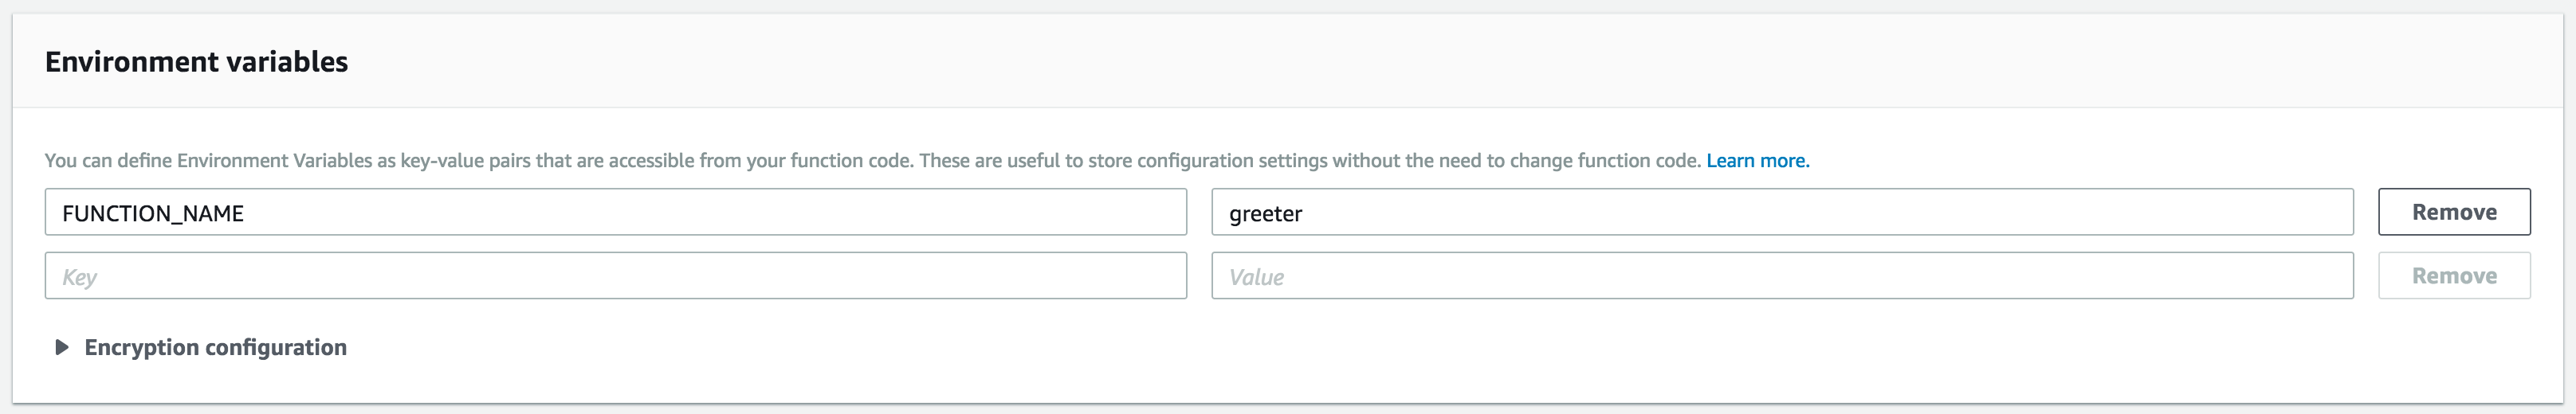 Environment variables
You can define Environment Variables as key-value pairs that are accessible from your function code. These are useful to store configuration settings without the need to change function code. Learn more.
FUNCTION_NAME greeter Remove
Key Value Remove
Encryption configuration